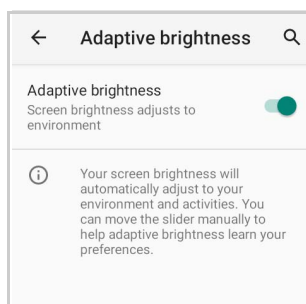 Adaptive brightness
Adaptive brightness
Screen brightness adjusts to
environment
Your screen brightness will
automatically adjust to your
environment and activities. You
can move the slider manually to
help adaptive brightness learn your
preferences.